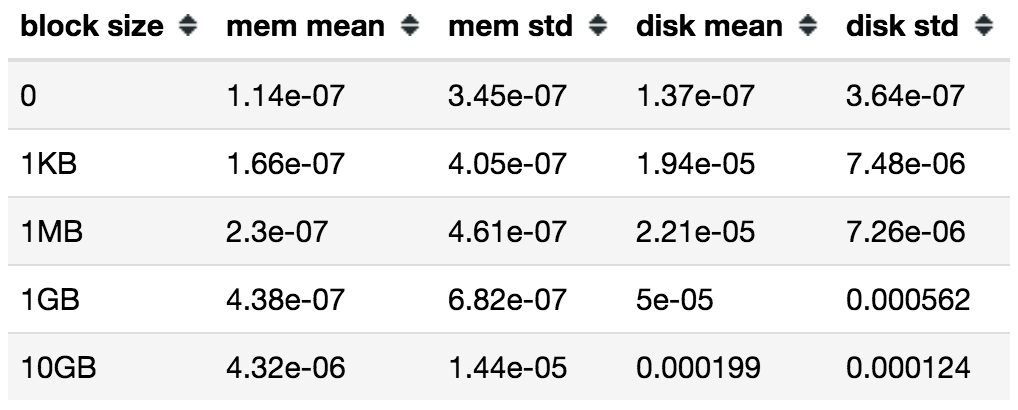 block size mem mean mem std disk mean disk std
0 1.14e-07 3.45e-07 1.37e-07 3.64e-07
1KB 1.66e-07 4.05e-07 1.94e-05 7.48e-06
1MB 2.3e-07 4.61e-07 2.21e-05 7.26e-06
1GB 4.38e-07 6.82e-07 5e-05 0.000562
10GB 4.32e-06 1.44e-05 0.000199 0.000124